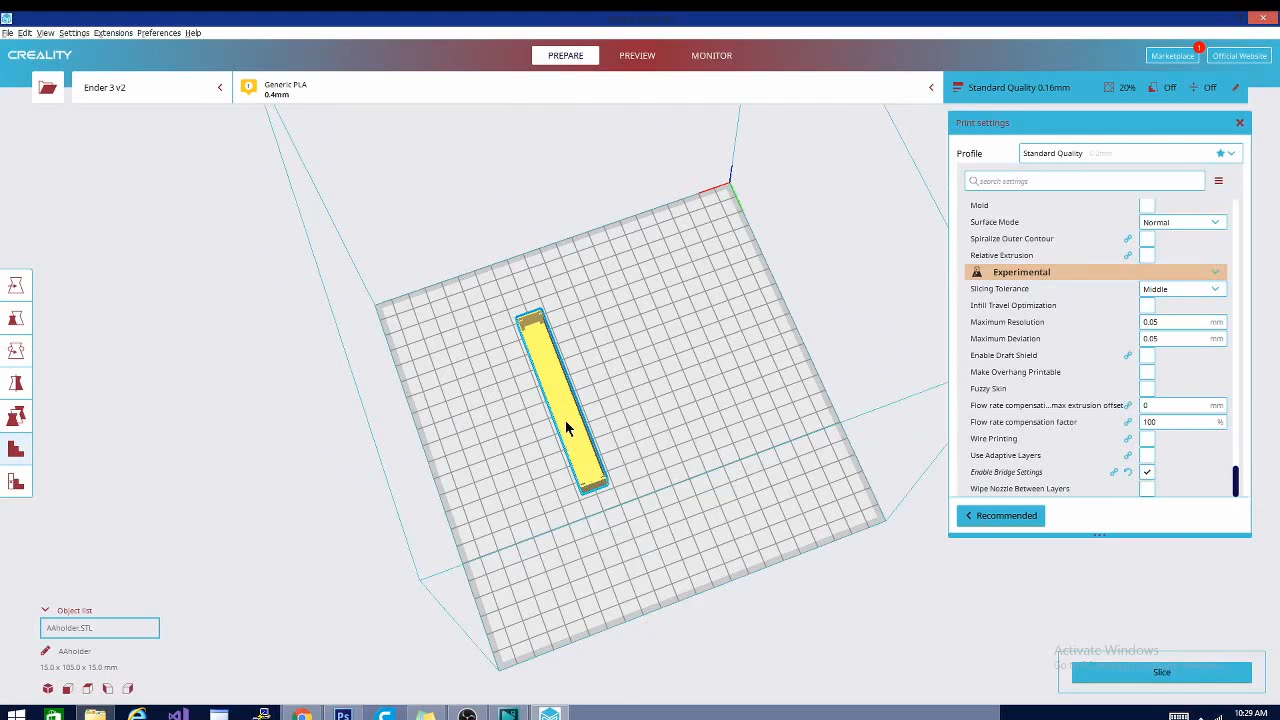 File Edit View Settings Extensions Preferences Help
CREALITY
PREPARE PREVIEW MONITOR
Marketplace 1 Official Website
Ender 3 v2
Generic PLA
0.4mm
Standard Quality 0.16mm 20% Off Off
Print settings
Profile Standard Quality 0.2mm
search settings
Mold
Surface Mode Normal
Spiralize Outer Contour
Relative Extrusion
Experimental
Slicing Tolerance Middle
Infill Travel Optimization
Maximum Resolution 0.05 mm
Maximum Deviation 0.05 mm
Enable Draft Shield
Make Overhang Printable
Fuzzy Skin
Flow rate compensati...max extrusion offset 0 mm
Flow rate compensation factor 100 %
Wire Printing
Use Adaptive Layers
Enable Bridge Settings
Wipe Nozzle Between Layers
Recommended
Object list
AAholder.STL
AAholder
15.0 x 105.0 x 15.0 mm
Activate Windows
Slice
10:29 AM